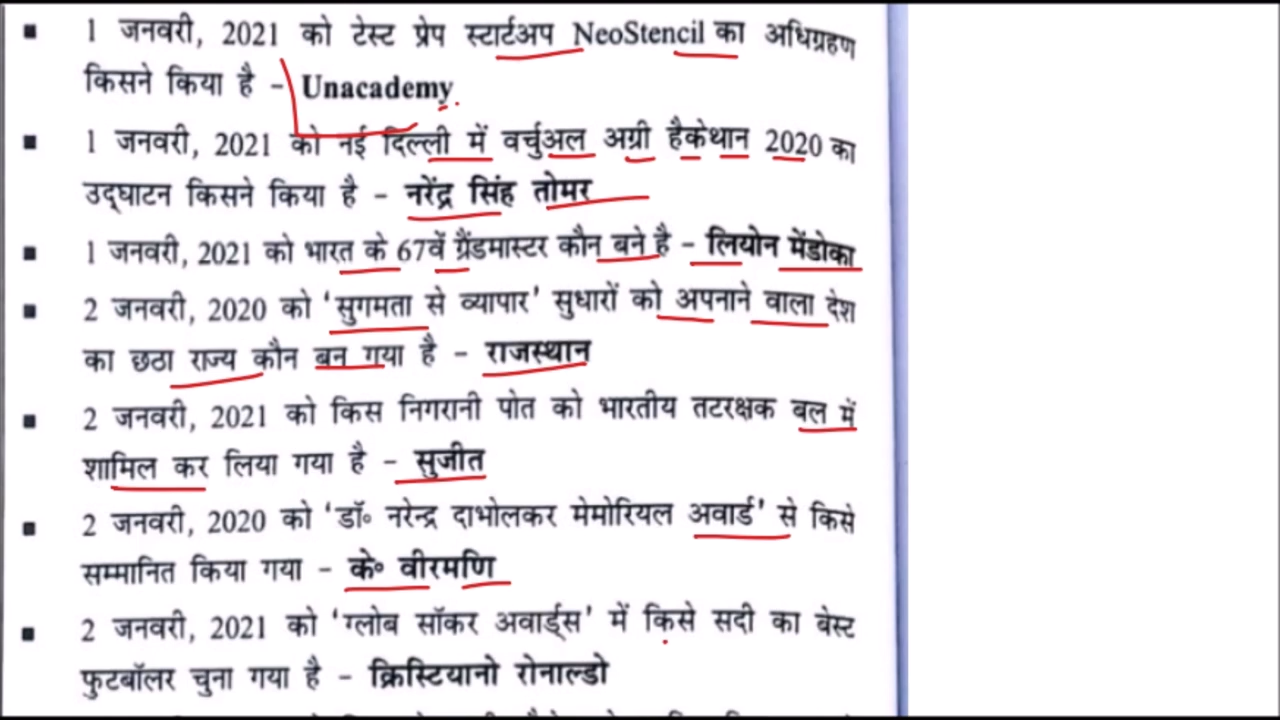 ▪ 1 जनवरी, 2021 को टेस्ट प्रेप स्टार्टअप NeoStencil का अधिग्रहण
किसने किया है - Unacademy
▪ 1 जनवरी, 2021 को नई दिल्ली में वर्चुअल अग्री हैकेथान 2020 का
उद्घाटन किसने किया है - नरेंद्र सिंह तोमर
▪ 1 जनवरी, 2021 को भारत के 67वें ग्रैंडमास्टर कौन बने है - लियोन मेंडोका
▪ 2 जनवरी, 2020 को 'सुगमता से व्यापार' सुधारों को अपनाने वाला देश
का छठा राज्य कौन बन गया है - राजस्थान
▪ 2 जनवरी, 2021 को किस निगरानी पोत को भारतीय तटरक्षक बल में
शामिल कर लिया गया है - सुजीत
▪ 2 जनवरी, 2020 को 'डॉ॰ नरेन्द्र दाभोलकर मेमोरियल अवार्ड' से किसे
सम्मानित किया गया - के॰ वीरमणि
▪ 2 जनवरी, 2021 को 'ग्लोब सॉकर अवार्ड्स' में किसे सदी का बेस्ट
फुटबॉलर चुना गया है - क्रिस्टियानो रोनाल्डो